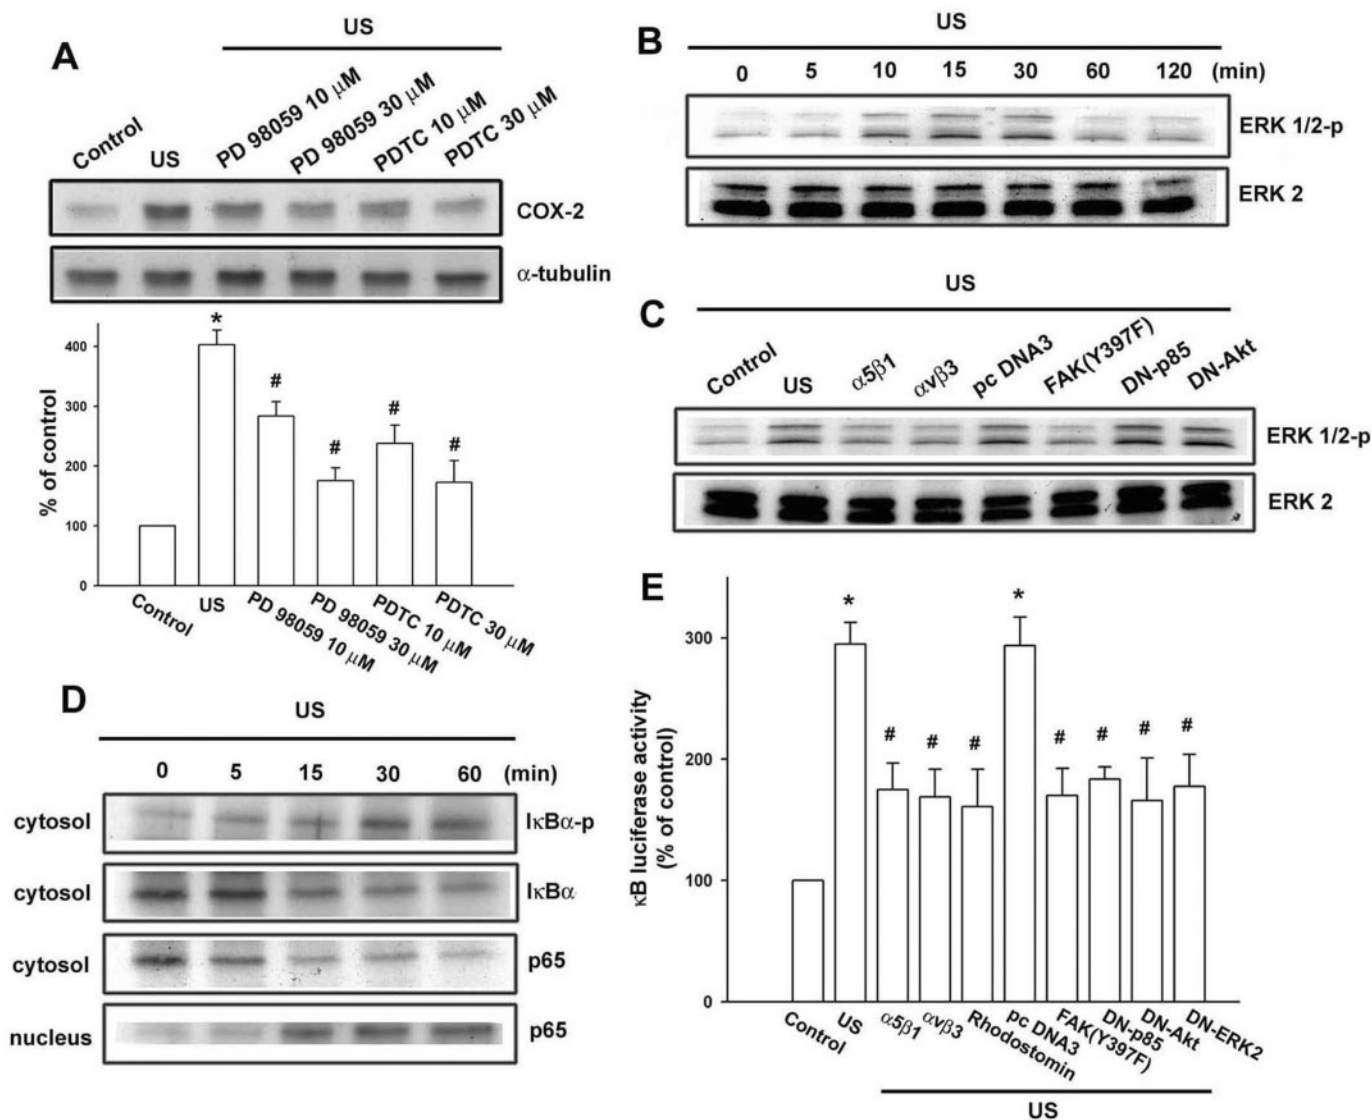 A
US
Control
US
PD 98059 10 μM
PD 98059 30 μM
PDTC 10 μM
PDTC 30 μM
COX-2
α-tubulin
% of control
400
300
200
100
0
*
#
#
#
#
Control
US
PD 98059 10 μM
PD 98059 30 μM
PDTC 10 μM
PDTC 30 μM
B
US
0 5 10 15 30 60 120 (min)
ERK 1/2-p
ERK 2
C
US
Control
US
α5β1
αvβ3
pc DNA3
FAK(Y397F)
DN-p85
DN-Akt
ERK 1/2-p
ERK 2
D
US
0 5 15 30 60 (min)
cytosol IκBα-p
cytosol IκBα
cytosol p65
nucleus p65
E
κB luciferase activity
(% of control)
300
200
100
0
*
#
#
#
*
#
#
#
#
Control
US
α5β1
αvβ3
Rhodostomin
pc DNA3
FAK(Y397F)
DN-p85
DN-Akt
DN-ERK2
US